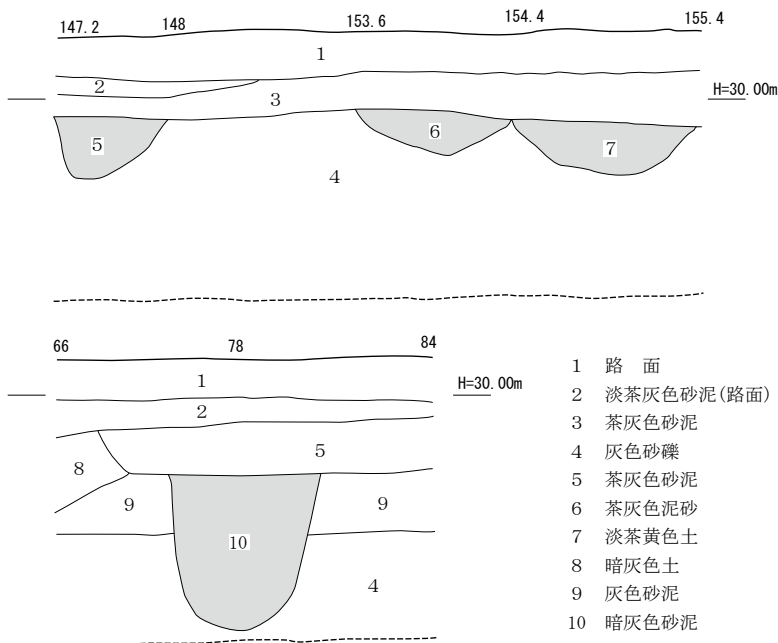 147.2 148 153.6 154.4 155.4
1
H=30.00m
2
3
5
6
7
4
66 78 84
1
H=30.00m
2
5
8
9 9
10
4
1 路　面
2 淡茶灰色砂泥(路面)
3 茶灰色砂泥
4 灰色砂礫
5 茶灰色砂泥
6 茶灰色泥砂
7 淡茶黄色土
8 暗灰色土
9 灰色砂泥
10 暗灰色砂泥